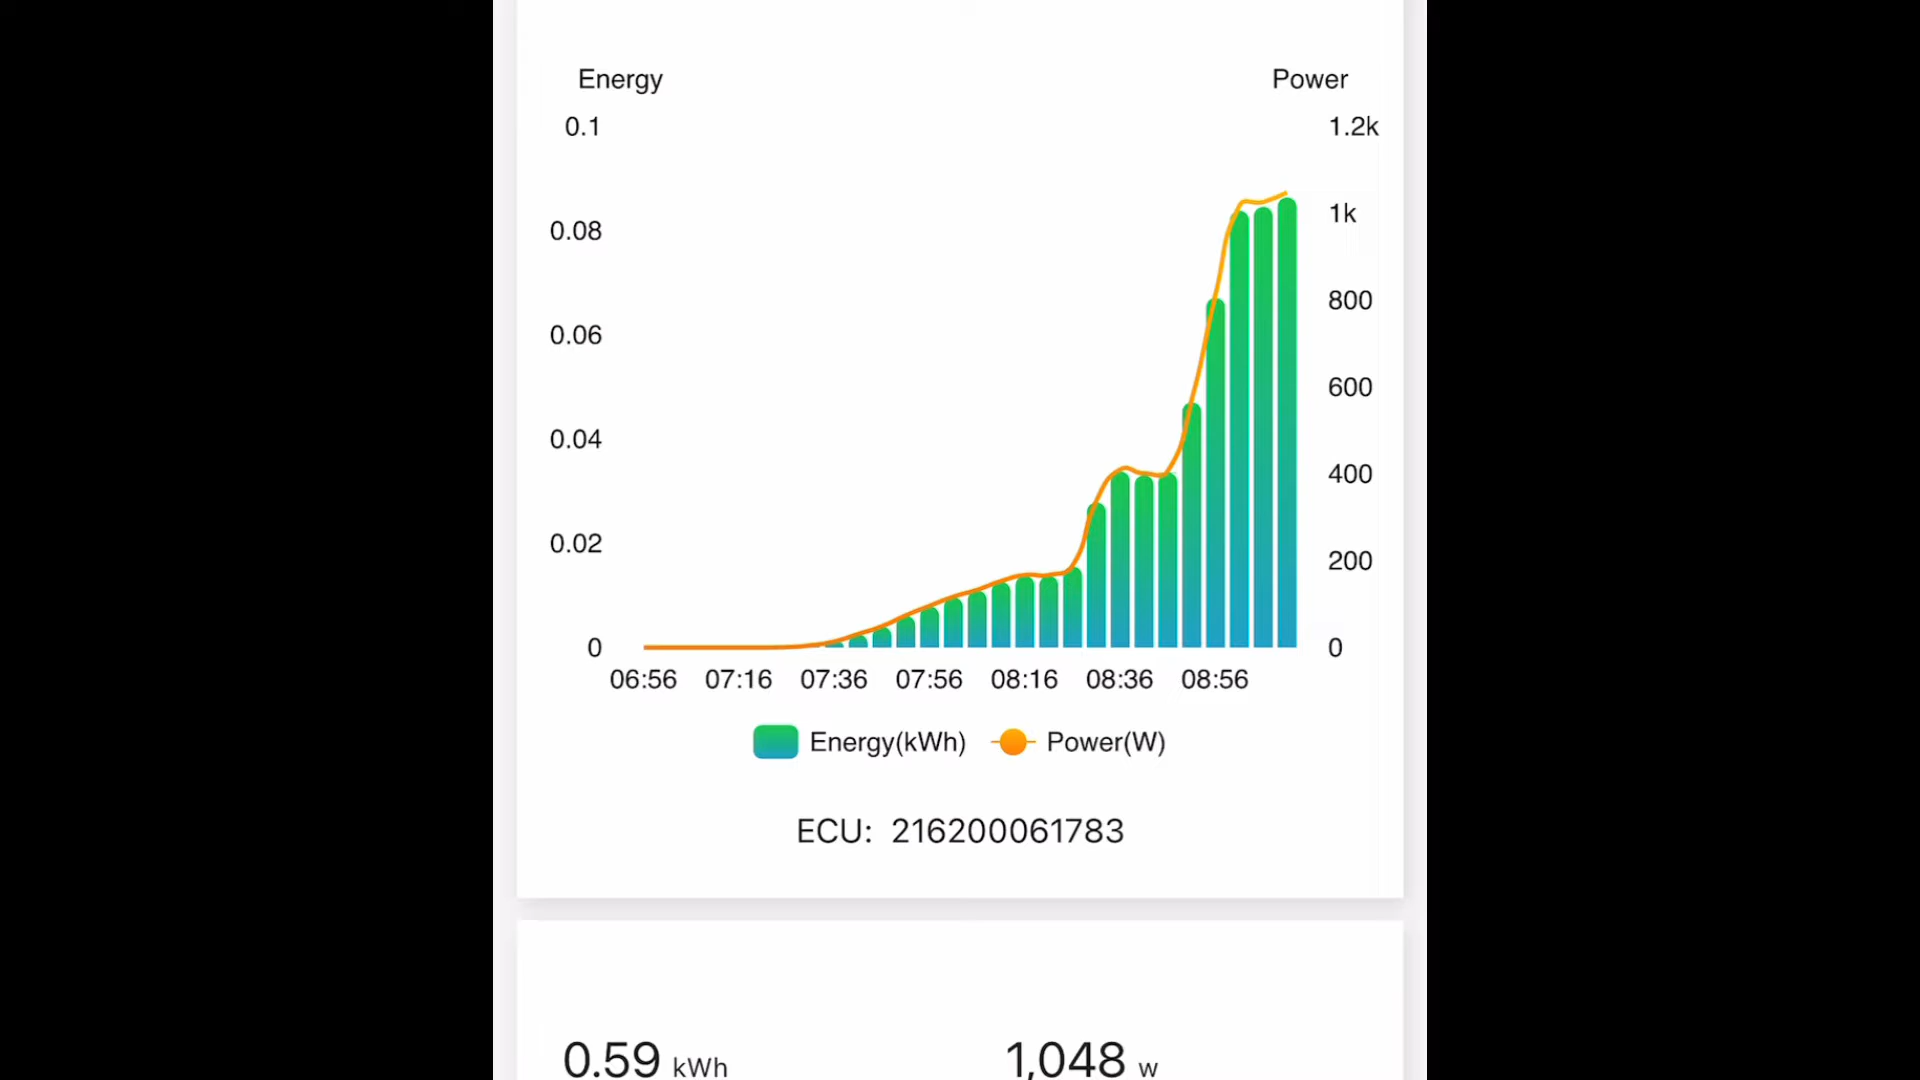 Energy Power
0.1 1.2k
0.08 1k
800
0.06
600
0.04
400
0.02
200
0 0
06:56 07:16 07:36 07:56 08:16 08:36 08:56
Energy(kWh) Power(W)
ECU: 216200061783
0.59 kWh 1,048 w